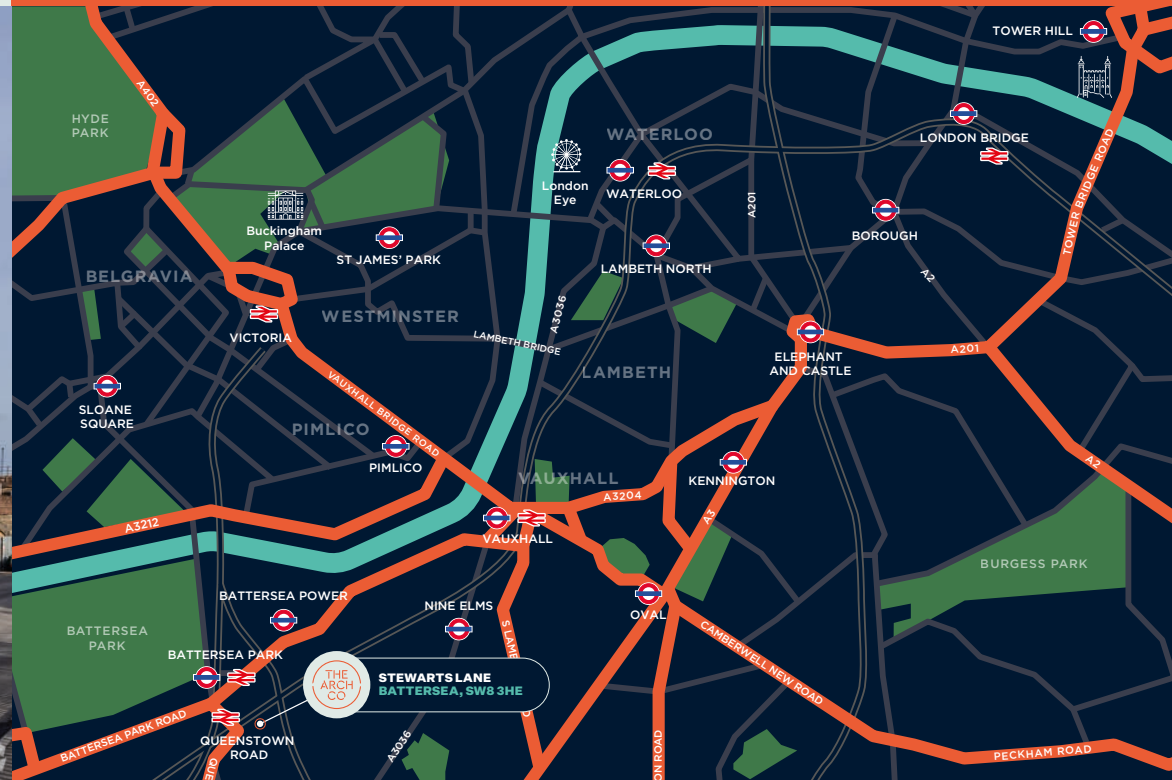 TOWER HILL
A402
HYDE
PARK
WATERLOO
LONDON BRIDGE
TOWER BRIDGE ROAD
London
Eye
WATERLOO
A201
Buckingham
Palace
BOROUGH
ST JAMES' PARK
LAMBETH NORTH
BELGRAVIA
A2
WESTMINSTER
A3036
VICTORIA
LAMBETH BRIDGE
A201
ELEPHANT
AND CASTLE
LAMBETH
SLOANE
SQUARE
VAUXHALL BRIDGE ROAD
PIMLICO
PIMLICO
A2
VAUXHALL
KENNINGTON
A3204
A3
A3212
VAUXHALL
BURGESS PARK
BATTERSEA POWER
NINE ELMS
OVAL
BATTERSEA
PARK
S LAMB
CAMBERWELL NEW ROAD
BATTERSEA PARK
THE
ARCH
CO
STEWARTS LANE
BATTERSEA, SW8 3HE
BATTERSEA PARK ROAD
QUEENSTOWN
ROAD
A3036
ON ROAD
PECKHAM ROAD
QUE